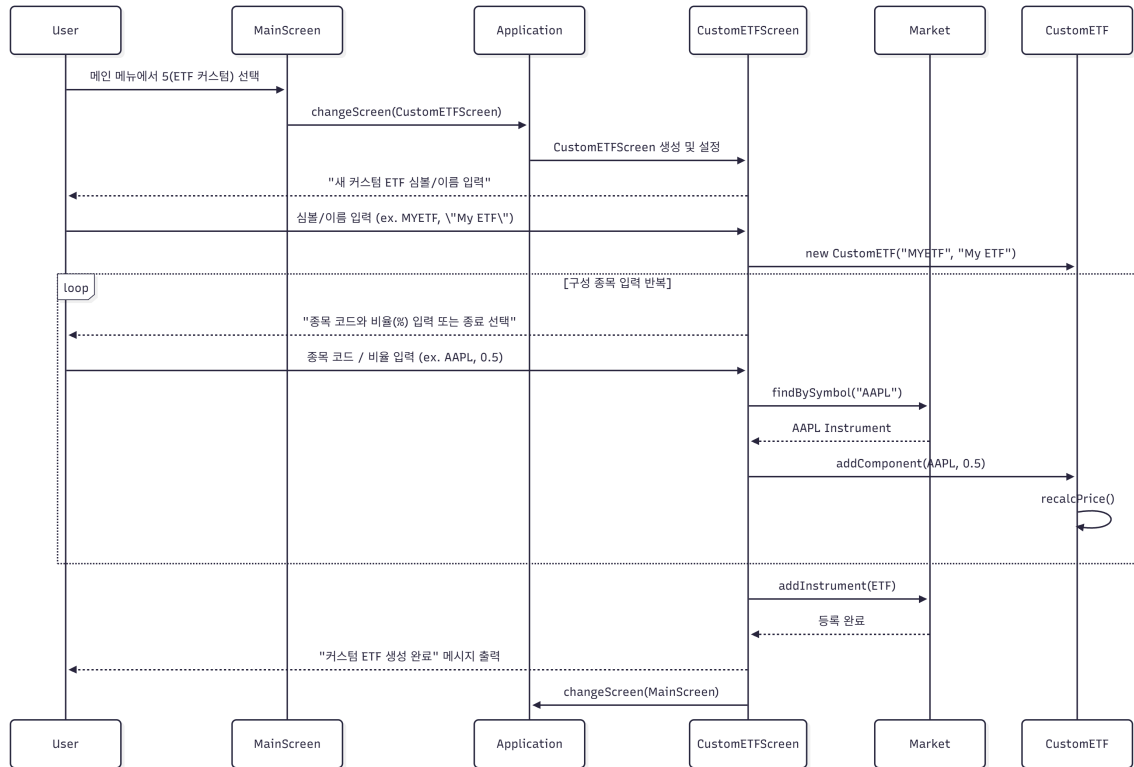 User MainScreen Application CustomETFScreen Market CustomETF
메인 메뉴에서 5(ETF 커스텀) 선택
changeScreen(CustomETFScreen)
CustomETFScreen 생성 및 설정
"새 커스텀 ETF 심볼/이름 입력"
심볼/이름 입력 (ex. MYETF, \"My ETF\")
new CustomETF("MYETF", "My ETF")
loop [구성 종목 입력 반복]
"종목 코드와 비율(%) 입력 또는 종료 선택"
종목 코드 / 비율 입력 (ex. AAPL, 0.5)
findBySymbol("AAPL")
AAPL Instrument
addComponent(AAPL, 0.5)
recalcPrice()
addInstrument(ETF)
등록 완료
"커스텀 ETF 생성 완료" 메시지 출력
changeScreen(MainScreen)
User MainScreen Application CustomETFScreen Market CustomETF